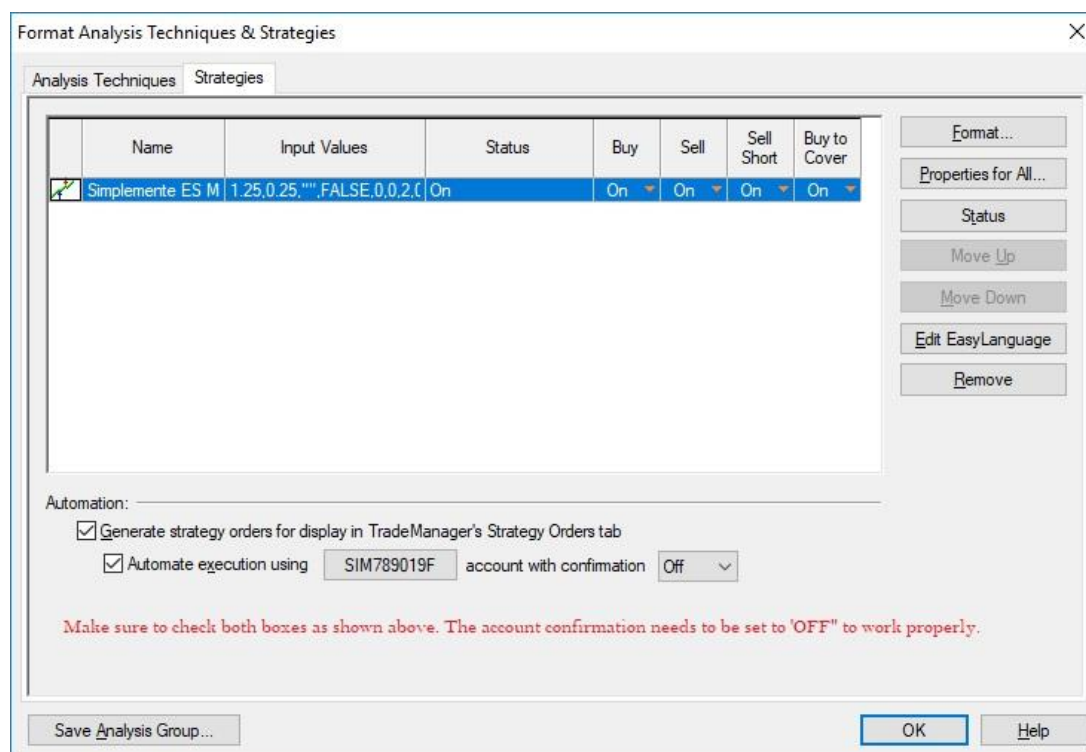 Format Analysis Techniques & Strategies
Analysis Techniques Strategies
Name Input Values Status Buy Sell Sell Short Buy to Cover
Simplemente ES M 1.25,0.25,"",FALSE,0,0,2,0 On On On On On
Format...
Properties for All...
Status
Move Up
Move Down
Edit EasyLanguage
Remove
Automation:
Generate strategy orders for display in TradeManager's Strategy Orders tab
Automate execution using SIM789019F account with confirmation Off
Make sure to check both boxes as shown above. The account confirmation needs to be set to 'OFF" to work properly.
Save Analysis Group... OK Help